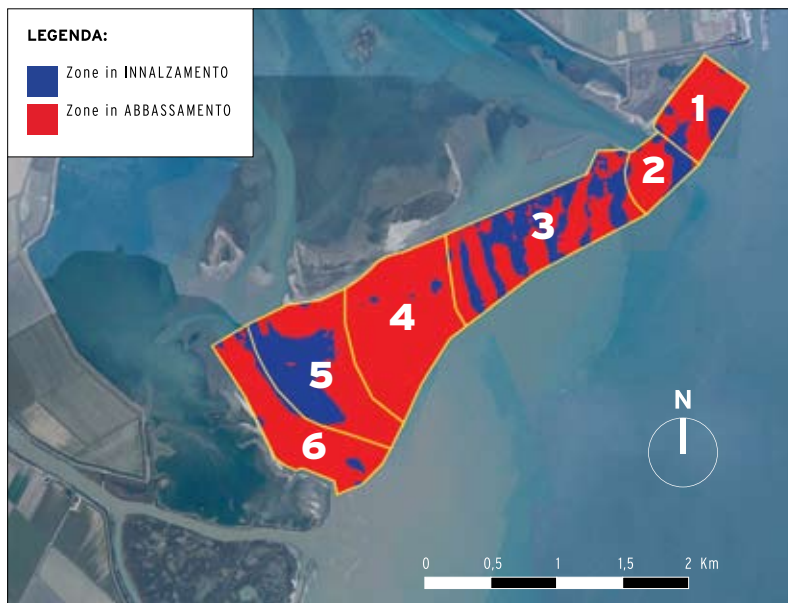 LEGENDA:
Zone in INNALZAMENTO
Zone in ABBASSAMENTO
1
2
3
4
5
6
N
0 0,5 1 1,5 2 Km